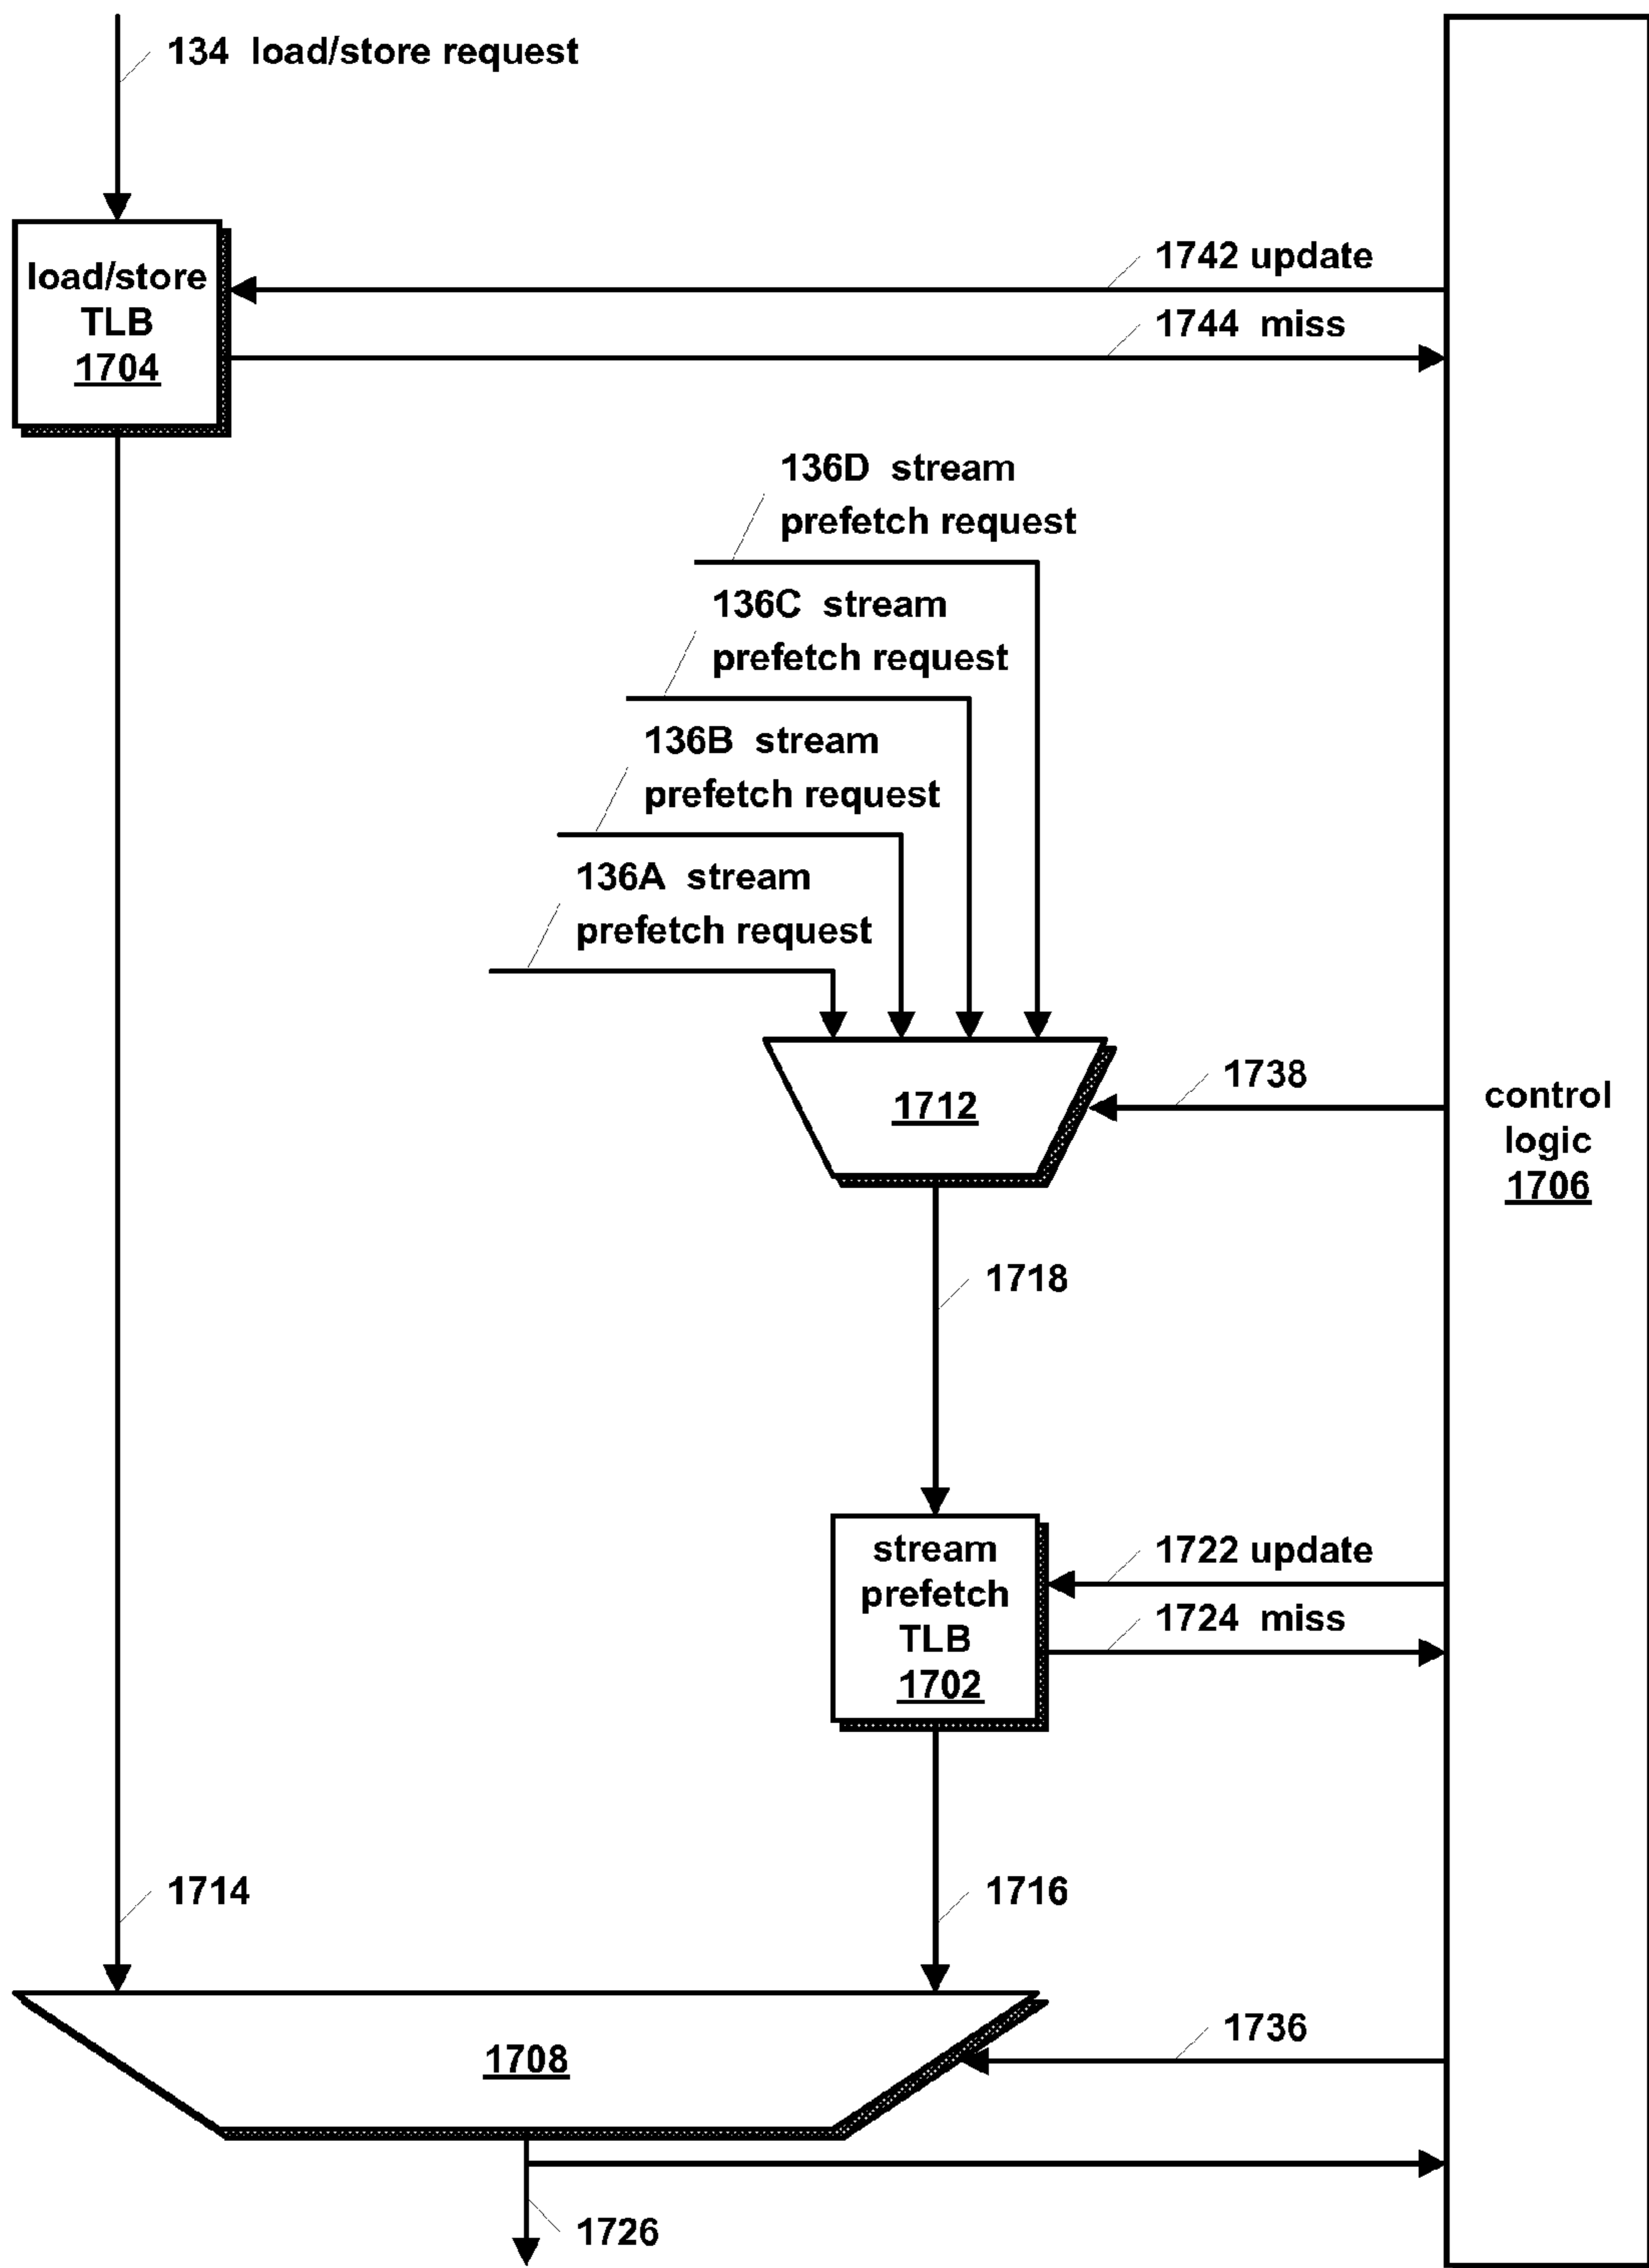 134 load/store request
load/store
TLB
1704
1742 update
1744 miss
136D stream
prefetch request
136C stream
prefetch request
136B stream
prefetch request
136A stream
prefetch request
1712
1738
control
logic
1706
1718
stream
prefetch
TLB
1702
1722 update
1724 miss
1714
1716
1708
1736
1726